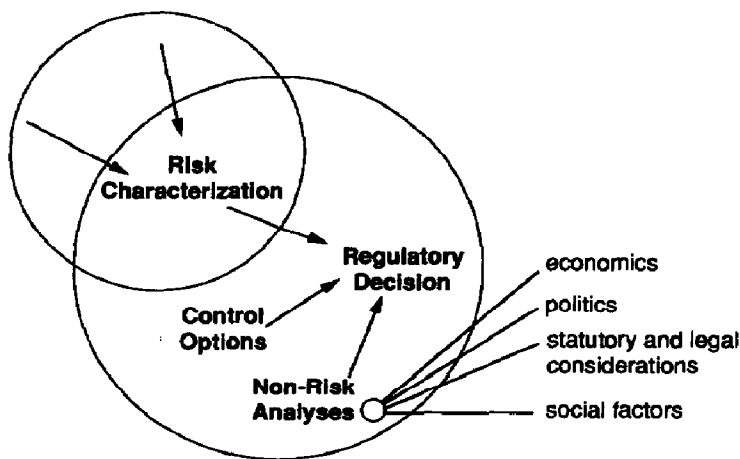 Risk
Characterization
Regulatory
Decision
Control
Options
Non-Risk
Analyses
economics
politics
statutory and legal
considerations
social factors